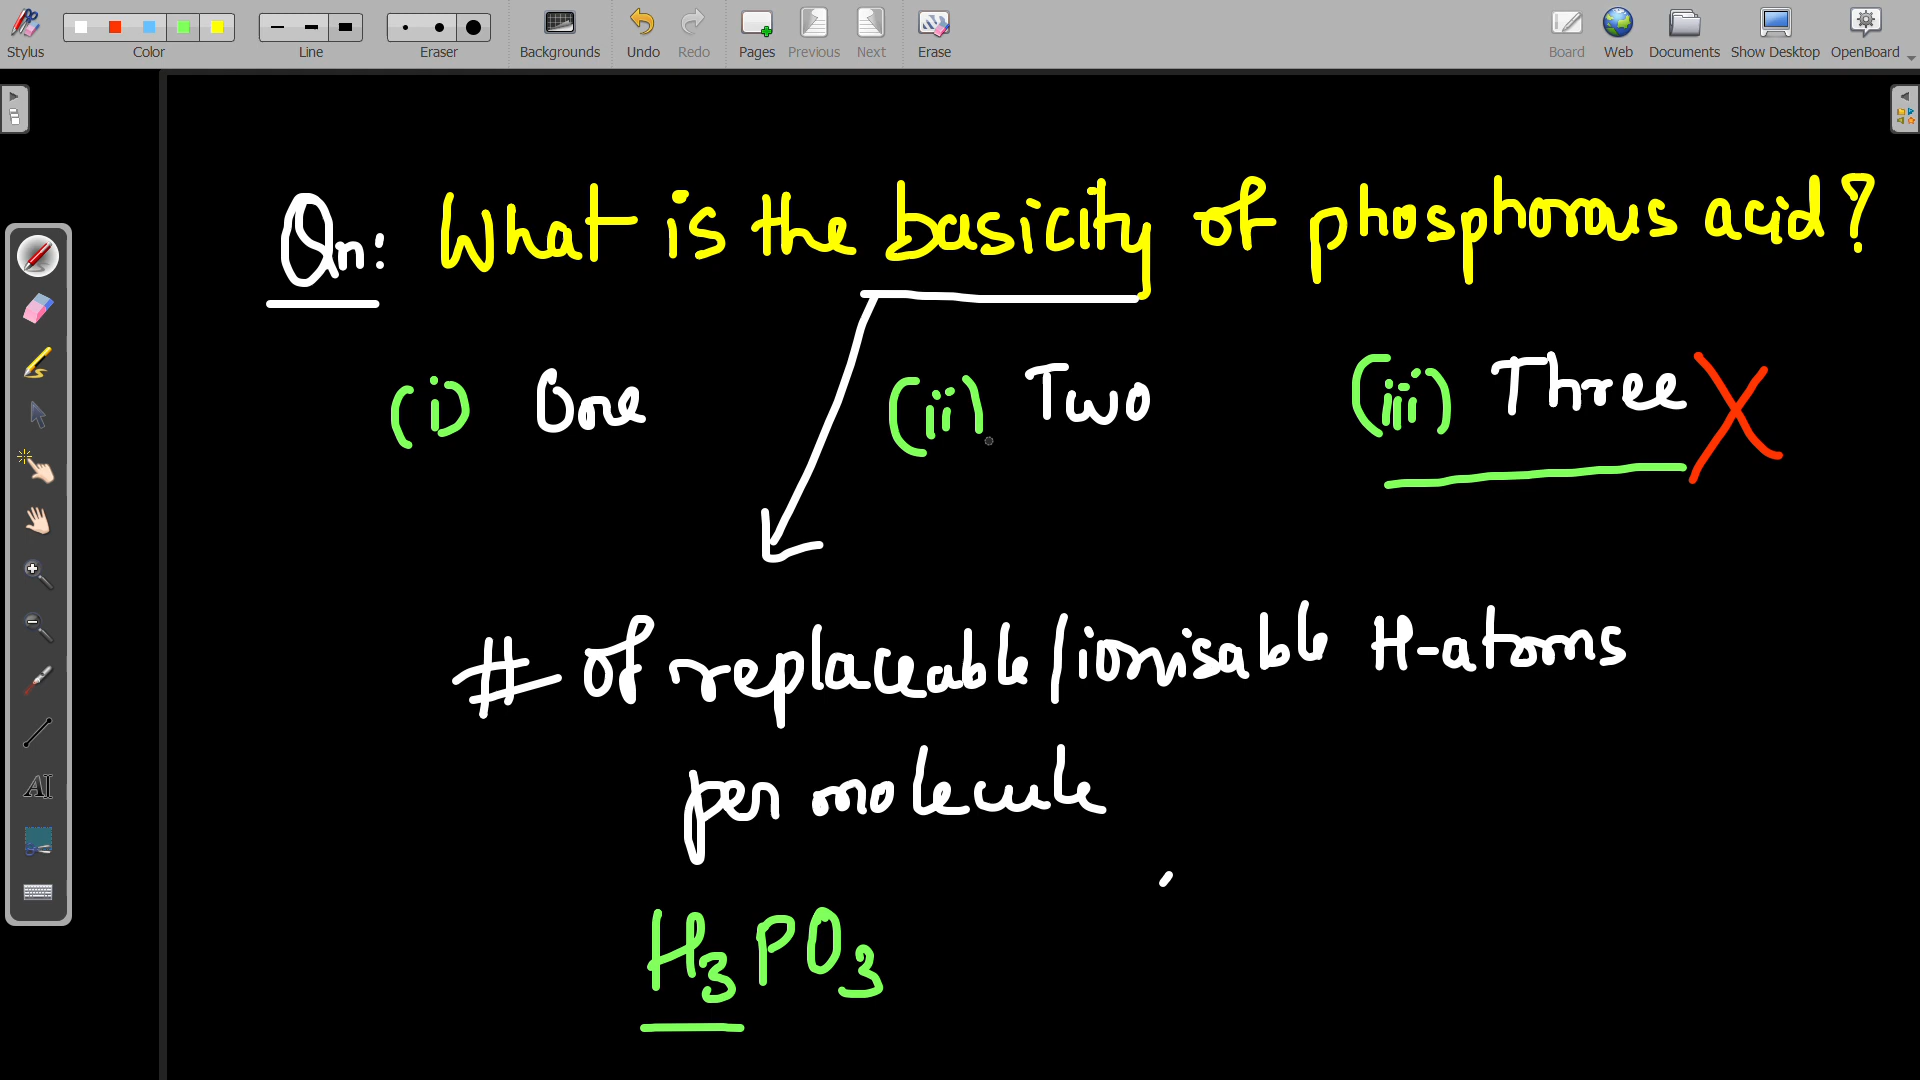 Stylus Color Line Eraser Backgrounds Undo Redo Pages Previous Next Erase Board Web Documents Show Desktop OpenBoard
Qn: What is the basicity of phosphorous acid?
(i) One (ii) Two (iii) Three X
# of replaceable/ionisable H-atoms
per molecule
H3PO3